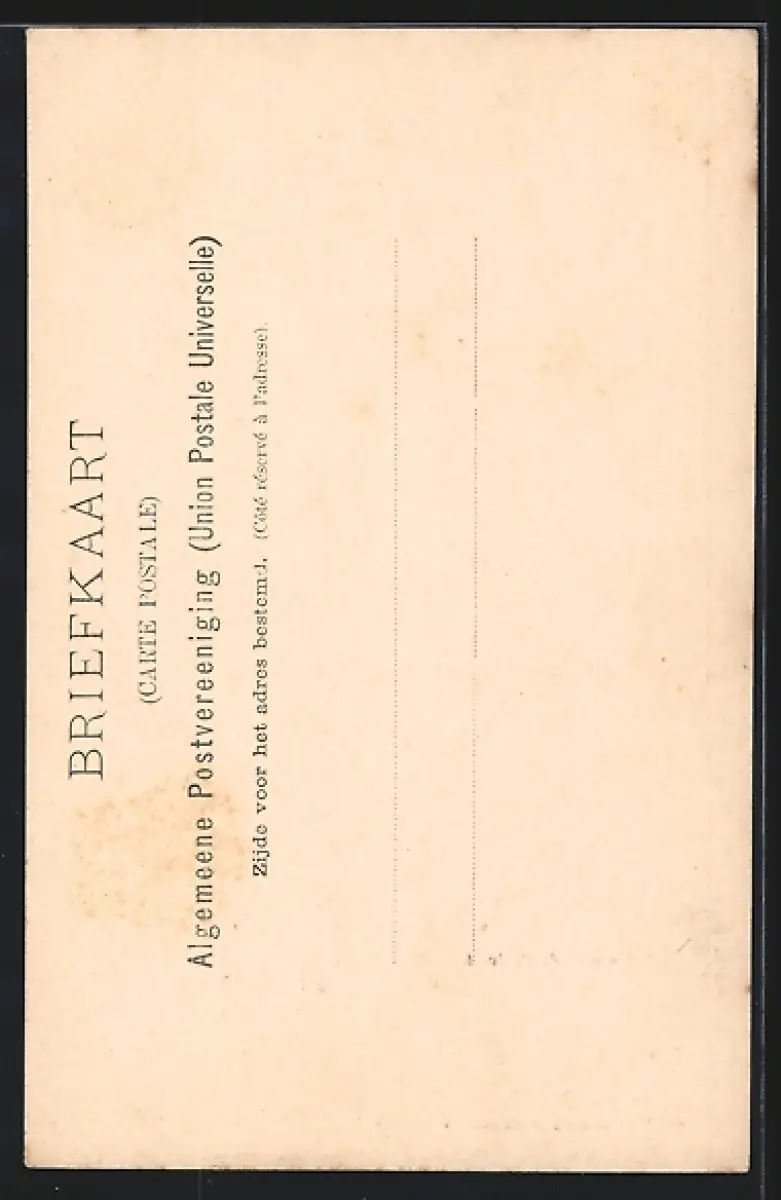 BRIEFKAART
(CARTE POSTALE)
Algemeene Postvereeniging (Union Postale Universelle)
Zijde voor het adres bestemd. (Côté réservé à l'adresse).